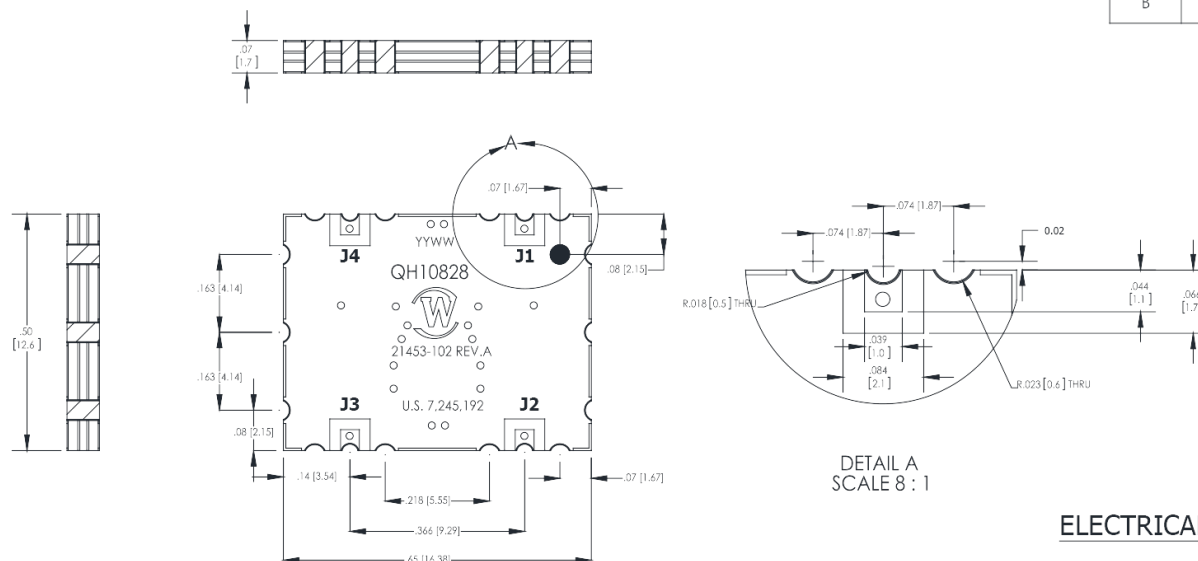 B
.07
[1.7]
A
.07 [1.67]
YYWW
J4
J1
QH10828
W
21453-102 REV.A
U.S. 7,245,192
J3
J2
.08 [2.15]
.163 [4.14]
.163 [4.14]
.08 [2.15]
.50
[12.6 ]
.14 [3.54]
.07 [1.67]
.218 [5.55]
.366 [9.29]
.65 [16.38]
.074 [1.87]
.074 [1.87]
0.02
R.018 [0.5] THRU
.044
[1.1]
.066
[1.7
.039
[1.0]
.084
[2.1]
R.023 [0.6] THRU
DETAIL A
SCALE 8 : 1
ELECTRICA